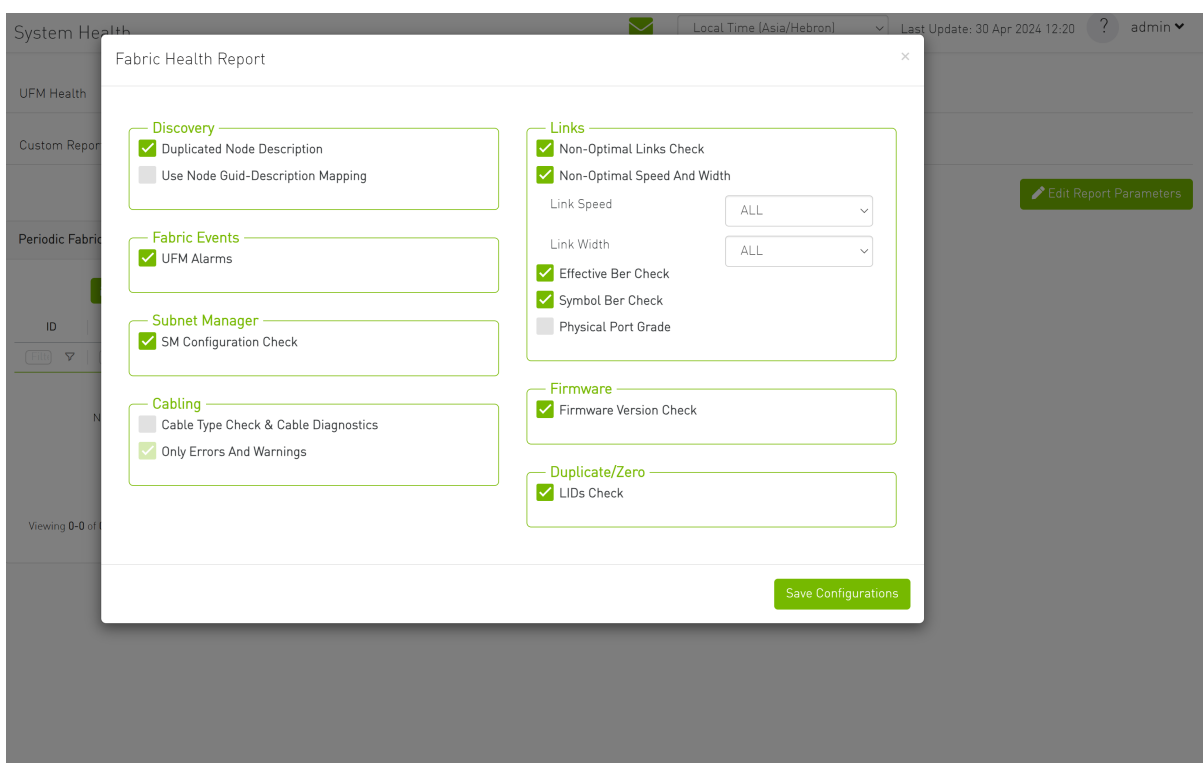 System Health
Local Time (Asia/Hebron)
Last Update: 30 Apr 2024 12:20
?
admin
Fabric Health Report
×
UFM Health
Custom Repor
Edit Report Parameters
Periodic Fabric
ID
N
Viewing 0-0 of
Discovery
Duplicated Node Description
Use Node Guid-Description Mapping
Fabric Events
UFM Alarms
Subnet Manager
SM Configuration Check
Cabling
Cable Type Check & Cable Diagnostics
Only Errors And Warnings
Links
Non-Optimal Links Check
Non-Optimal Speed And Width
Link Speed
ALL
Link Width
ALL
Effective Ber Check
Symbol Ber Check
Physical Port Grade
Firmware
Firmware Version Check
Duplicate/Zero
LIDs Check
Save Configurations